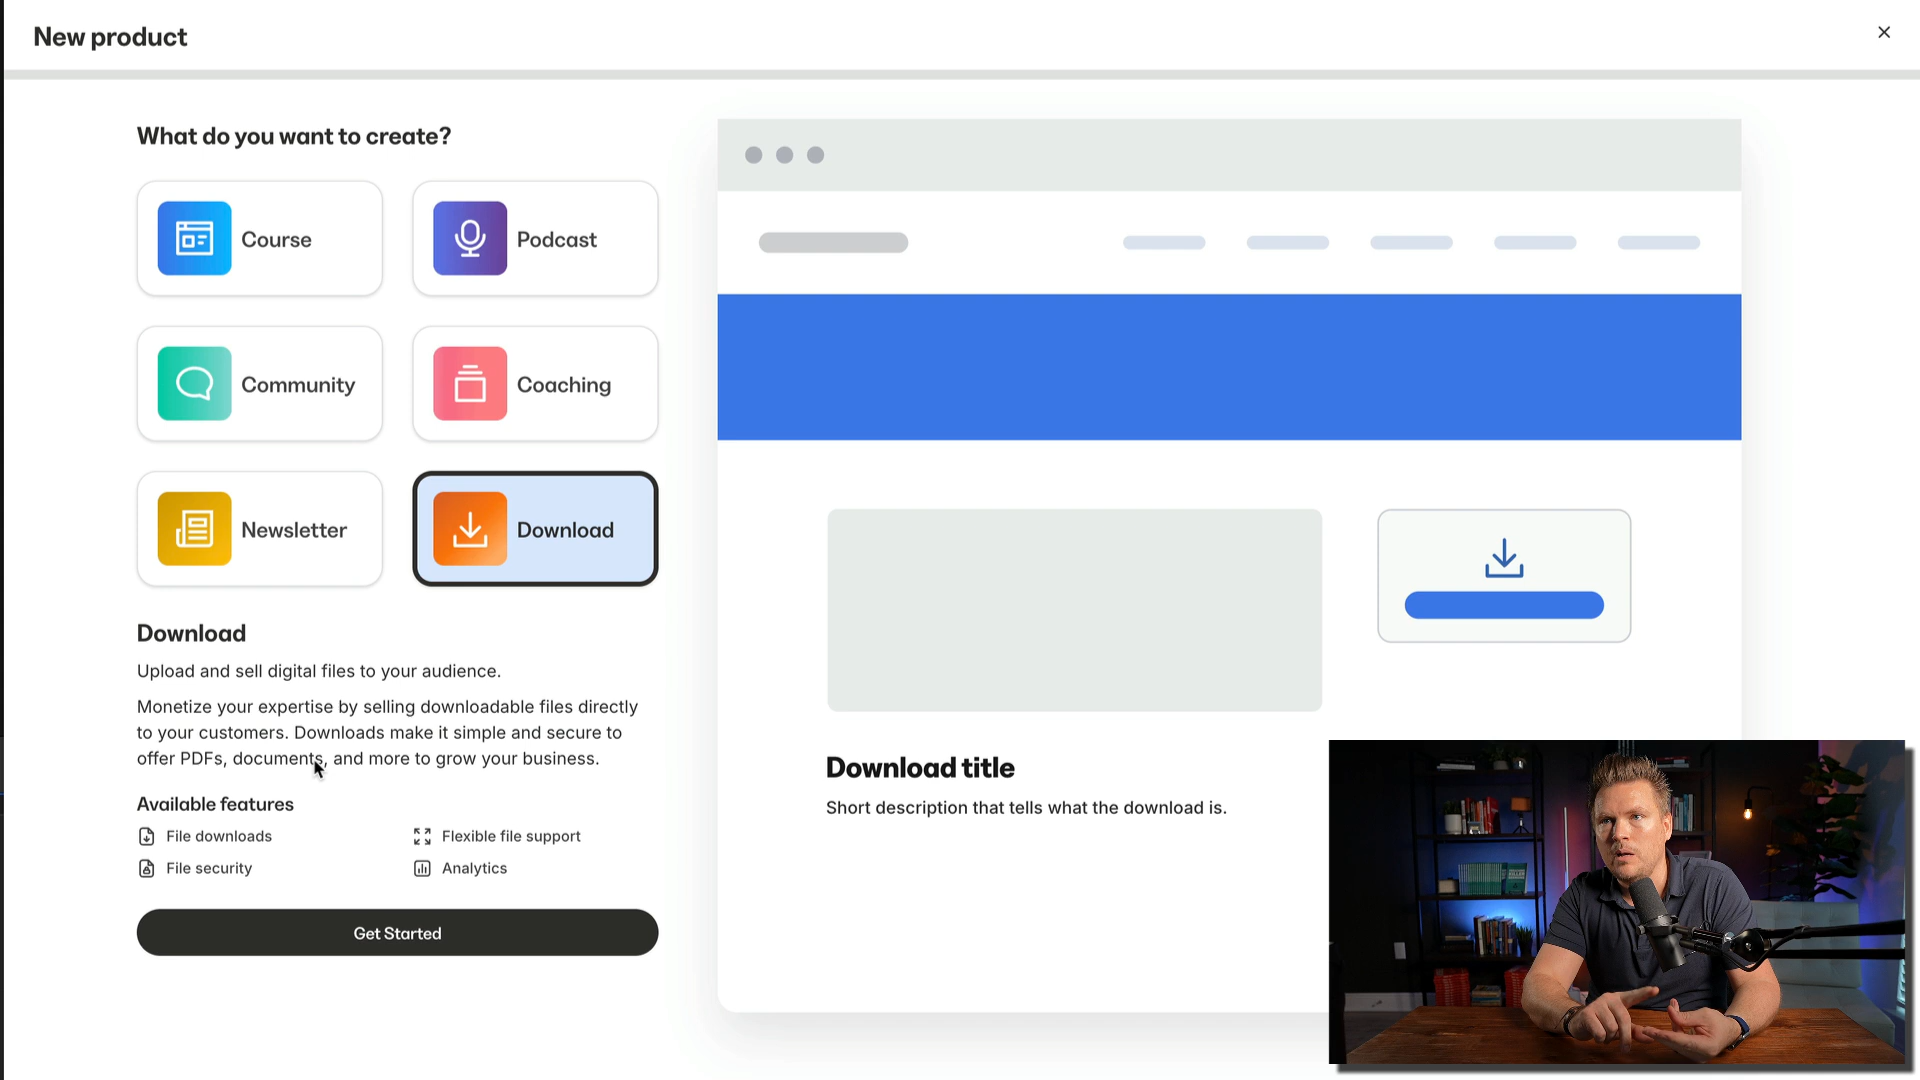 New product
What do you want to create?
Course
Podcast
Community
Coaching
Newsletter
Download
Download
Upload and sell digital files to your audience.
Monetize your expertise by selling downloadable files directly
to your customers. Downloads make it simple and secure to
offer PDFs, documents, and more to grow your business.
Available features
File downloads
Flexible file support
File security
Analytics
Get Started
Download title
Short description that tells what the download is.